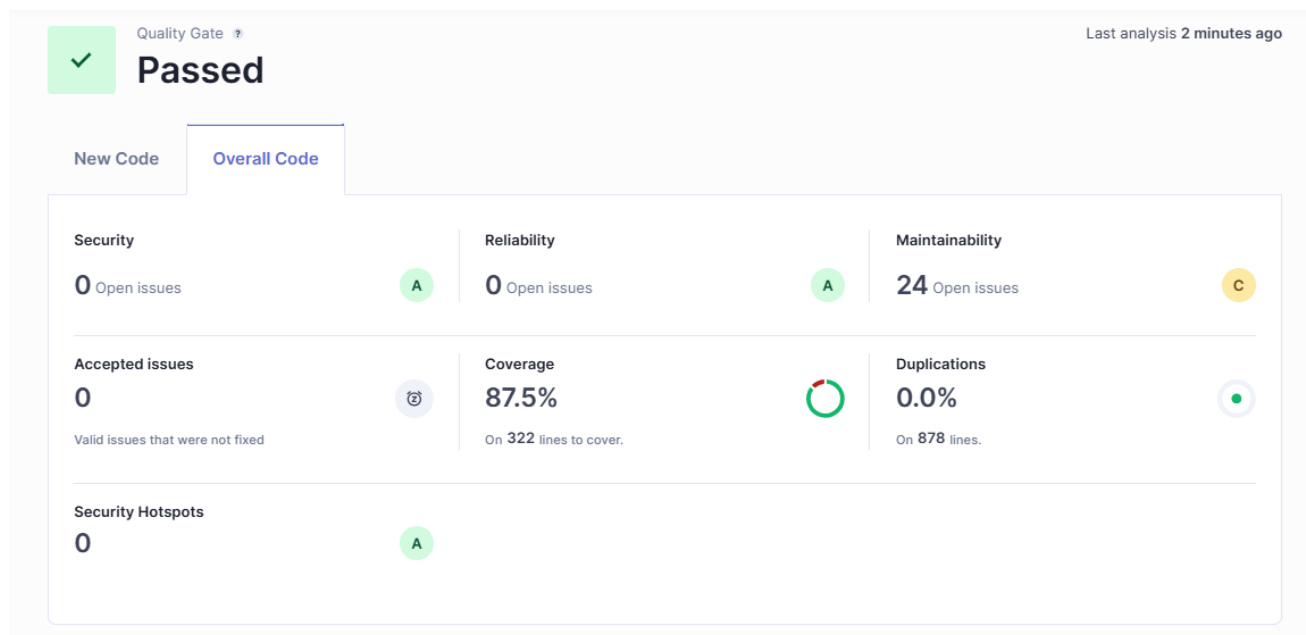 Quality Gate ?
Last analysis 2 minutes ago
Passed
New Code
Overall Code
Security
Reliability
Maintainability
0 Open issues
A
0 Open issues
A
24 Open issues
C
Accepted issues
Coverage
Duplications
0
87.5%
0.0%
Valid issues that were not fixed
On 322 lines to cover.
On 878 lines.
Security Hotspots
0
A